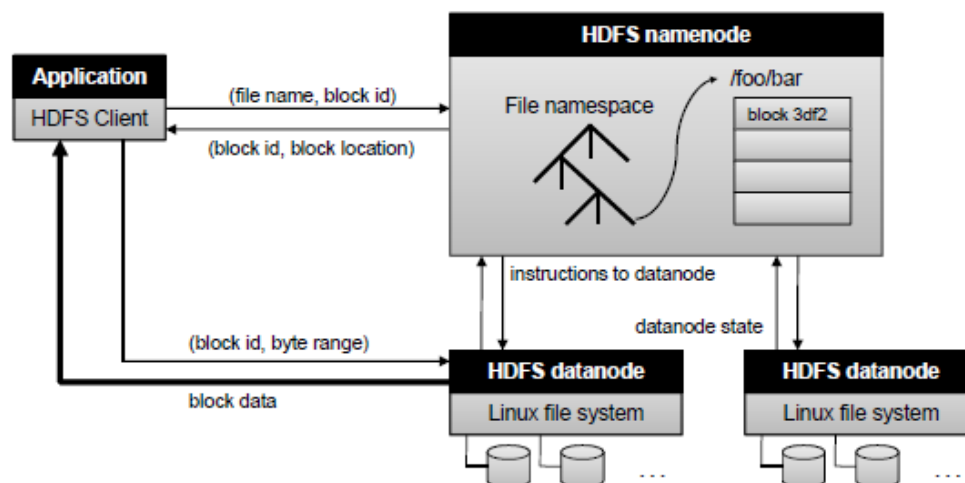 HDFS namenode
Application
HDFS Client
(file name, block id)
(block id, block location)
File namespace
/foo/bar
block 3df2
instructions to datanode
datanode state
(block id, byte range)
block data
HDFS datanode
Linux file system
...
HDFS datanode
Linux file system
...